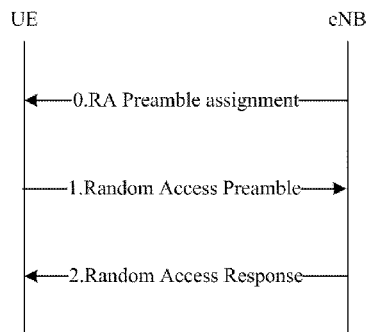 UE
eNB
0.RA Preamble assignment
1.Random Access Preamble
2.Random Access Response